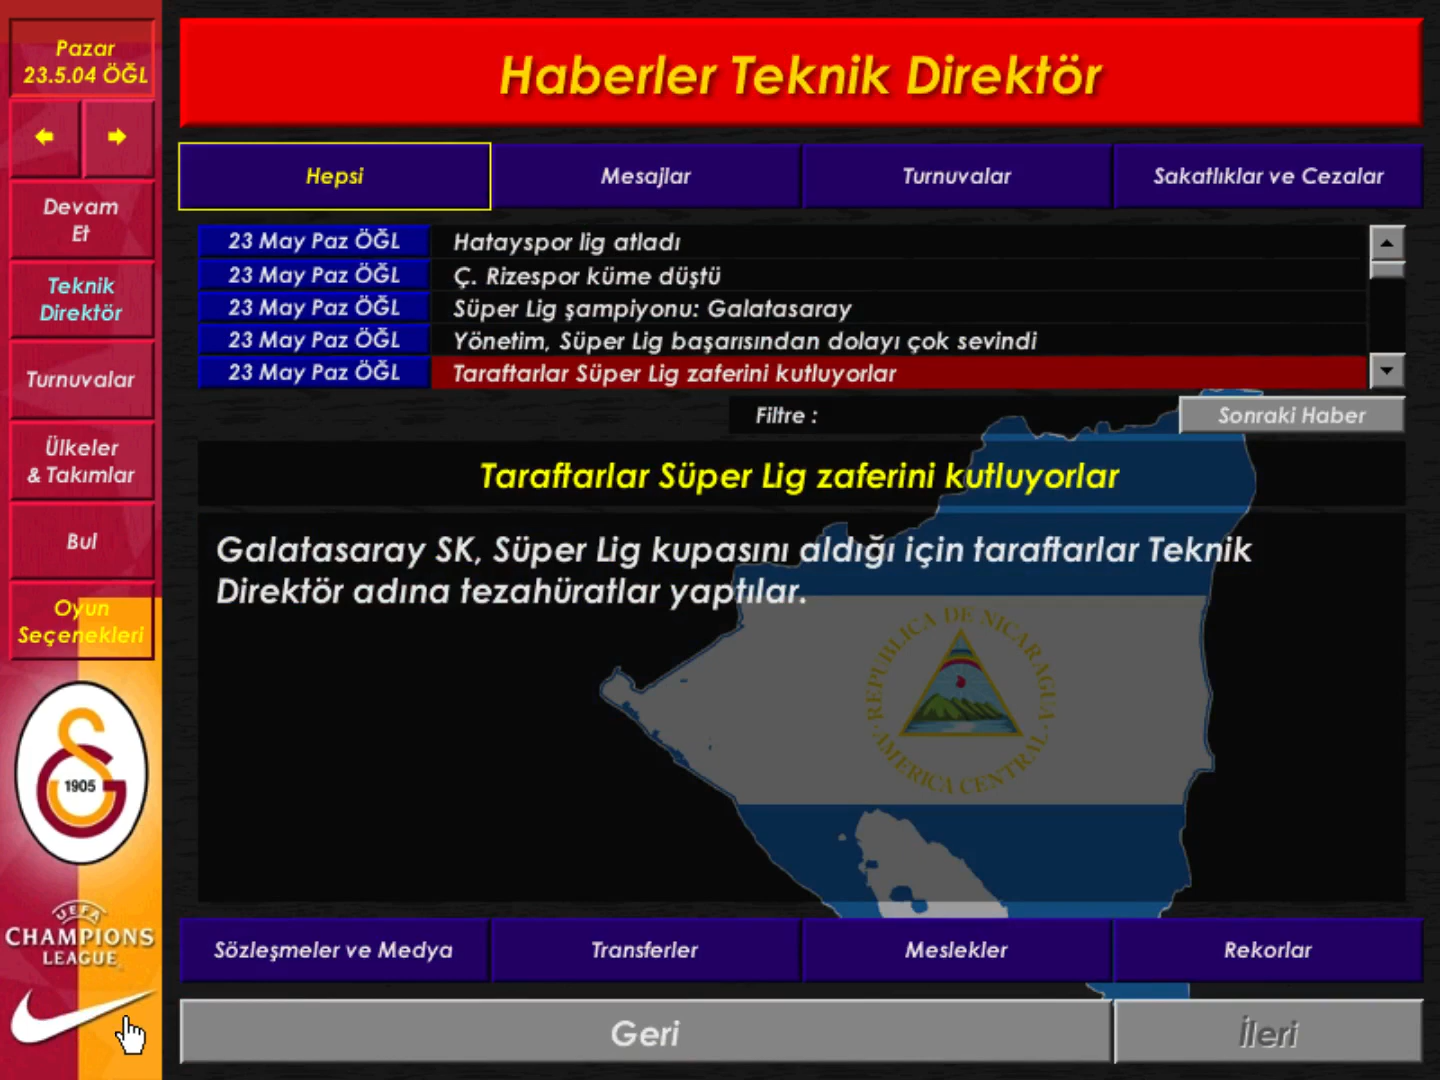 Pazar
23.5.04 ÖĞL
Devam
Et
Teknik
Direktör
Turnuvalar
Ülkeler
& Takımlar
Bul
Oyun
Seçenekleri
1905
UEFA
CHAMPIONS
LEAGUE
Haberler Teknik Direktör
Hepsi
Mesajlar
Turnuvalar
Sakatlıklar ve Cezalar
23 May Paz ÖĞL Hatayspor lig atladı
23 May Paz ÖĞL Ç. Rizespor küme düştü
23 May Paz ÖĞL Süper Lig şampiyonu: Galatasaray
23 May Paz ÖĞL Yönetim, Süper Lig başarısından dolayı çok sevindi
23 May Paz ÖĞL Taraftarlar Süper Lig zaferini kutluyorlar
Filtre :
Sonraki Haber
Taraftarlar Süper Lig zaferini kutluyorlar
Galatasaray SK, Süper Lig kupasını aldığı için taraftarlar Teknik
Direktör adına tezahüratlar yaptılar.
REPUBLICA DE NICARAGUA
AMERICA CENTRAL
Sözleşmeler ve Medya
Transferler
Meslekler
Rekorlar
Geri
İleri